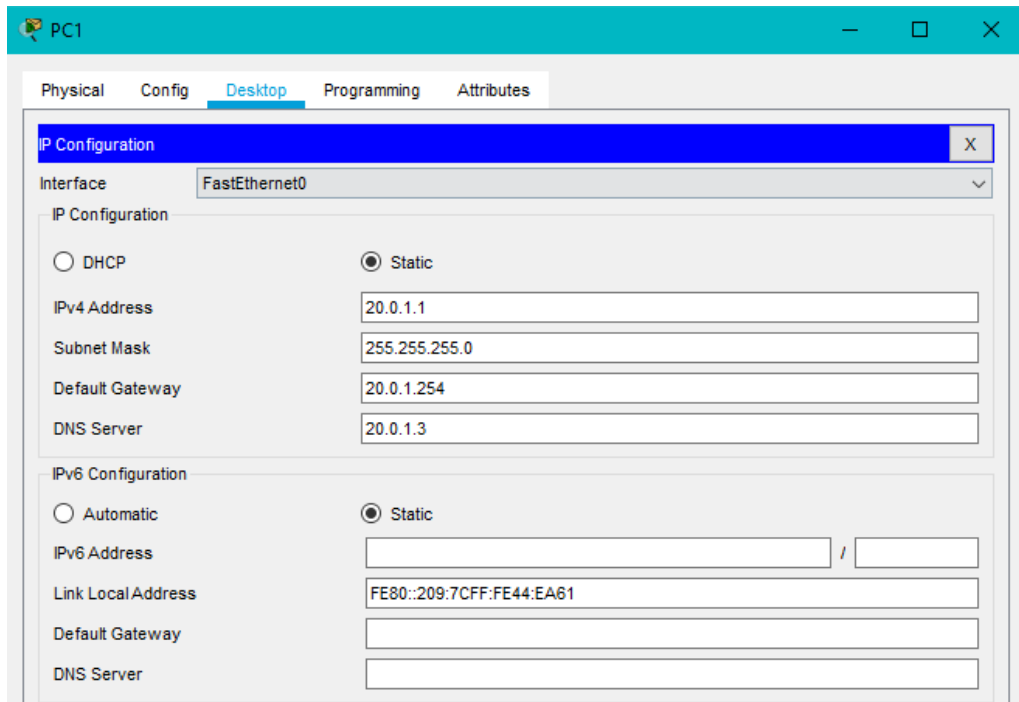 PC1
Physical Config Desktop Programming Attributes
IP Configuration X
Interface FastEthernet0
IP Configuration
DHCP Static
IPv4 Address 20.0.1.1
Subnet Mask 255.255.255.0
Default Gateway 20.0.1.254
DNS Server 20.0.1.3
IPv6 Configuration
Automatic Static
IPv6 Address /
Link Local Address FE80::209:7CFF:FE44:EA61
Default Gateway
DNS Server